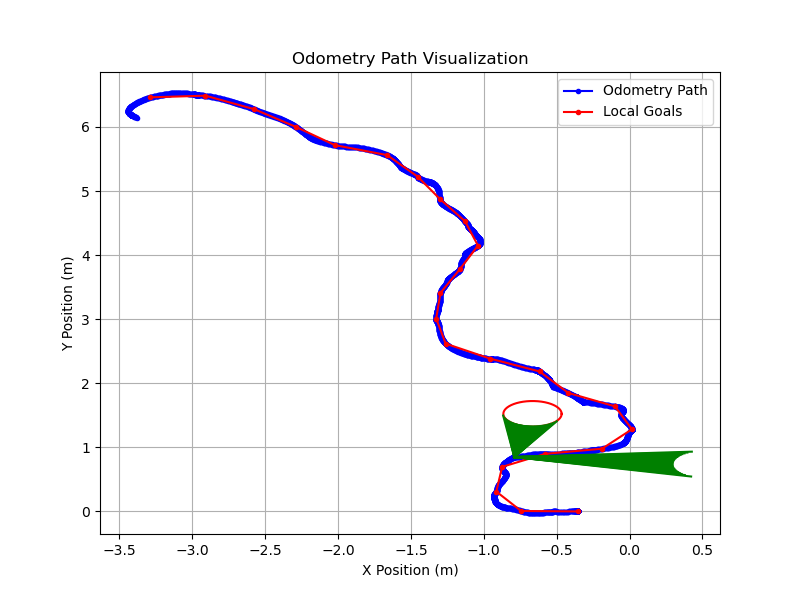 Odometry Path Visualization
Odometry Path
Local Goals
Y Position (m)
6
5
4
3
2
1
0
−3.5 −3.0 −2.5 −2.0 −1.5 −1.0 −0.5 0.0 0.5
X Position (m)